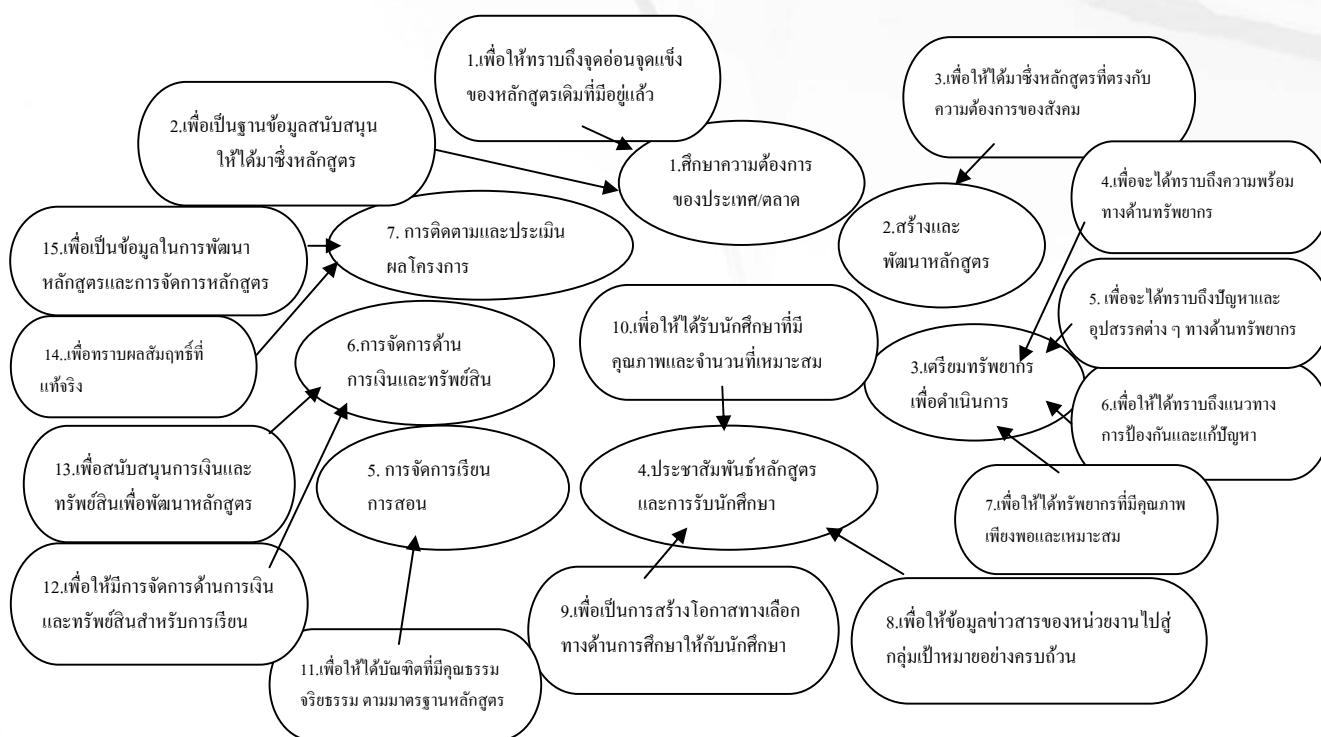 1.เพื่อให้ทราบถึงจุดอ่อนจุดแข็ง
ของหลักสูตรเดิมที่มีอยู่แล้ว
2.เพื่อเป็นฐานข้อมูลสนับสนุน
ให้ได้มาซึ่งหลักสูตร
3.เพื่อให้ได้มาซึ่งหลักสูตรที่ตรงกับ
ความต้องการของสังคม
1.ศึกษาความต้องการ
ของประเทศ/ตลาด
4.เพื่อจะได้ทราบถึงความพร้อม
ทางด้านทรัพยากร
2.สร้างและ
พัฒนาหลักสูตร
7. การติดตามและประเมิน
ผลโครงการ
15.เพื่อเป็นข้อมูลในการพัฒนา
หลักสูตรและการจัดการหลักสูตร
5. เพื่อจะได้ทราบถึงปัญหาและ
อุปสรรคต่าง ๆ ทางด้านทรัพยากร
10.เพื่อให้ได้รับนักศึกษาที่มี
คุณภาพและจำนวนที่เหมาะสม
6.การจัดการด้าน
การเงินและทรัพย์สิน
14..เพื่อทราบผลสัมฤทธิ์ที่
แท้จริง
3.เตรียมทรัพยากร
เพื่อดำเนินการ
6.เพื่อให้ได้ทราบถึงแนวทาง
การป้องกันและแก้ปัญหา
13.เพื่อสนับสนุนการเงินและ
ทรัพย์สินเพื่อพัฒนาหลักสูตร
5. การจัดการเรียน
การสอน
4.ประชาสัมพันธ์หลักสูตร
และการรับนักศึกษา
7.เพื่อให้ได้ทรัพยากรที่มีคุณภาพ
เพียงพอและเหมาะสม
12.เพื่อให้มีการจัดการด้านการเงิน
และทรัพย์สินสำหรับการเรียน
9.เพื่อเป็นการสร้างโอกาสทางเลือก
ทางด้านการศึกษาให้กับนักศึกษา
8.เพื่อให้ข้อมูลข่าวสารของหน่วยงานไปสู่
กลุ่มเป้าหมายอย่างครบถ้วน
11.เพื่อให้ได้บัณฑิตที่มีคุณธรรม
จริยธรรม ตามมาตรฐานหลักสูตร